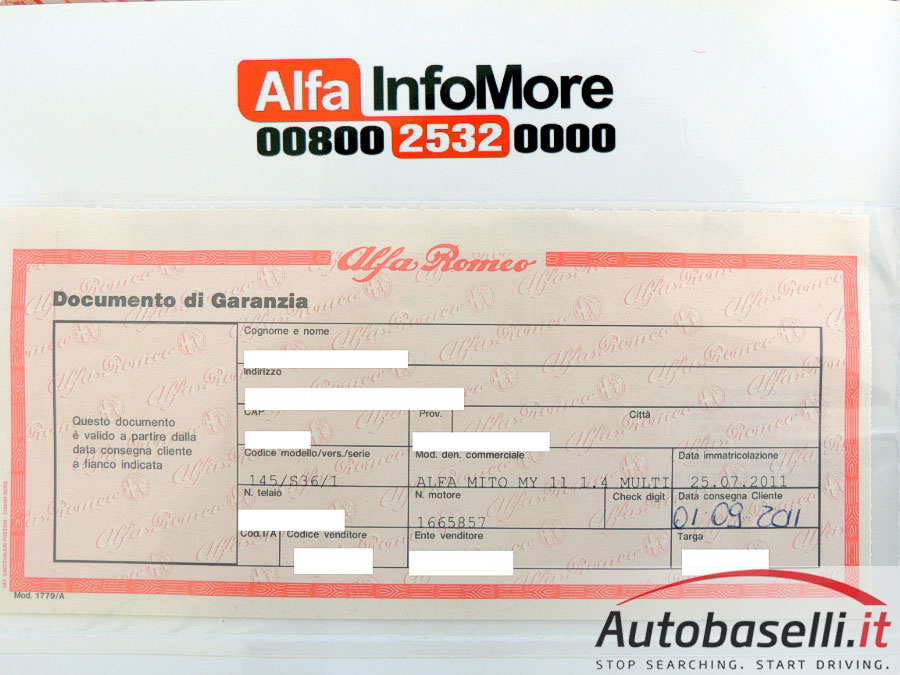 Alfa InfoMore
00800 2532 0000
Alfa Romeo
Documento di Garanzia
Cognome e nome
Indirizzo
CAP
Prov.
Città
Questo documento
è valido a partire dalla
data consegna cliente
a fianco indicata
Codice modello/vers./serie
Mod. den. commerciale
Data immatricolazione
145/S36/1
ALFA MITO MY 11 1.4 MULTI
25.07.2011
N. telaio
N. motore
Check digit
Data consegna Cliente
1665857
01 09 2011
Cod.I/A
Codice venditore
Ente venditore
Targa
Mod. 1779/A
Autobaselli.it
STOP SEARCHING. START DRIVING.